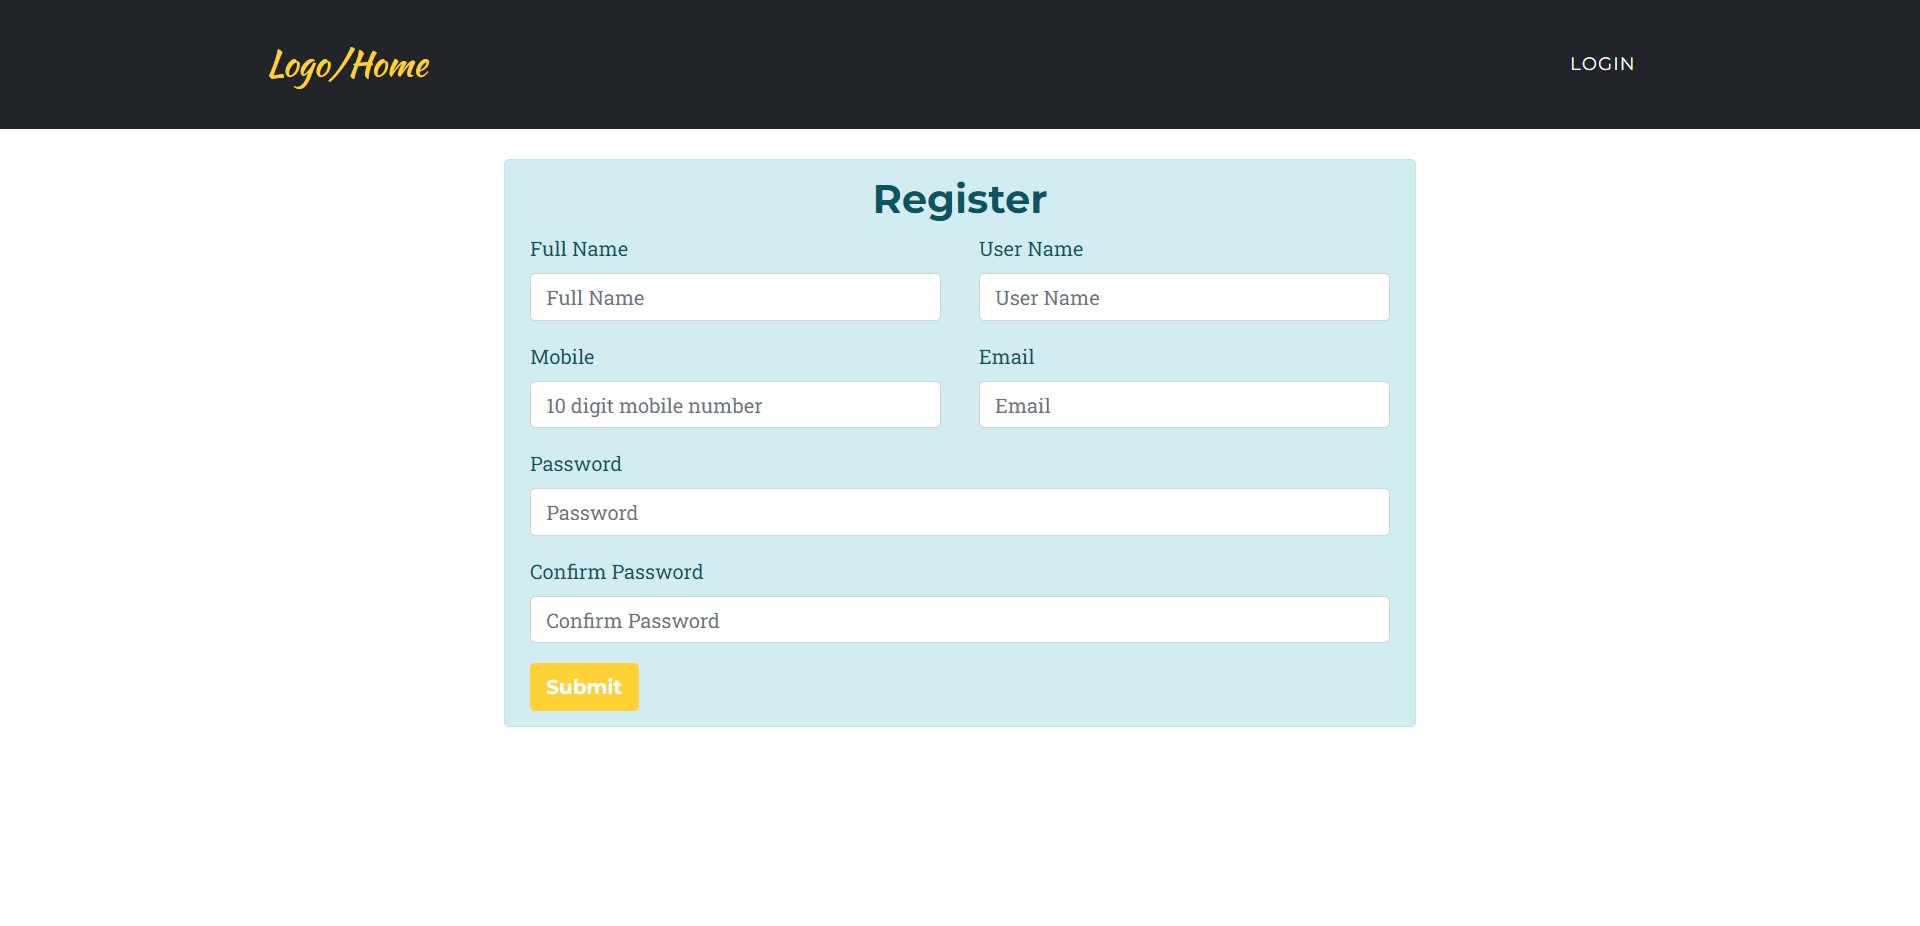 Logo/Home
LOGIN
Register
Full Name
User Name
Full Name
User Name
Mobile
Email
10 digit mobile number
Email
Password
Password
Confirm Password
Confirm Password
Submit